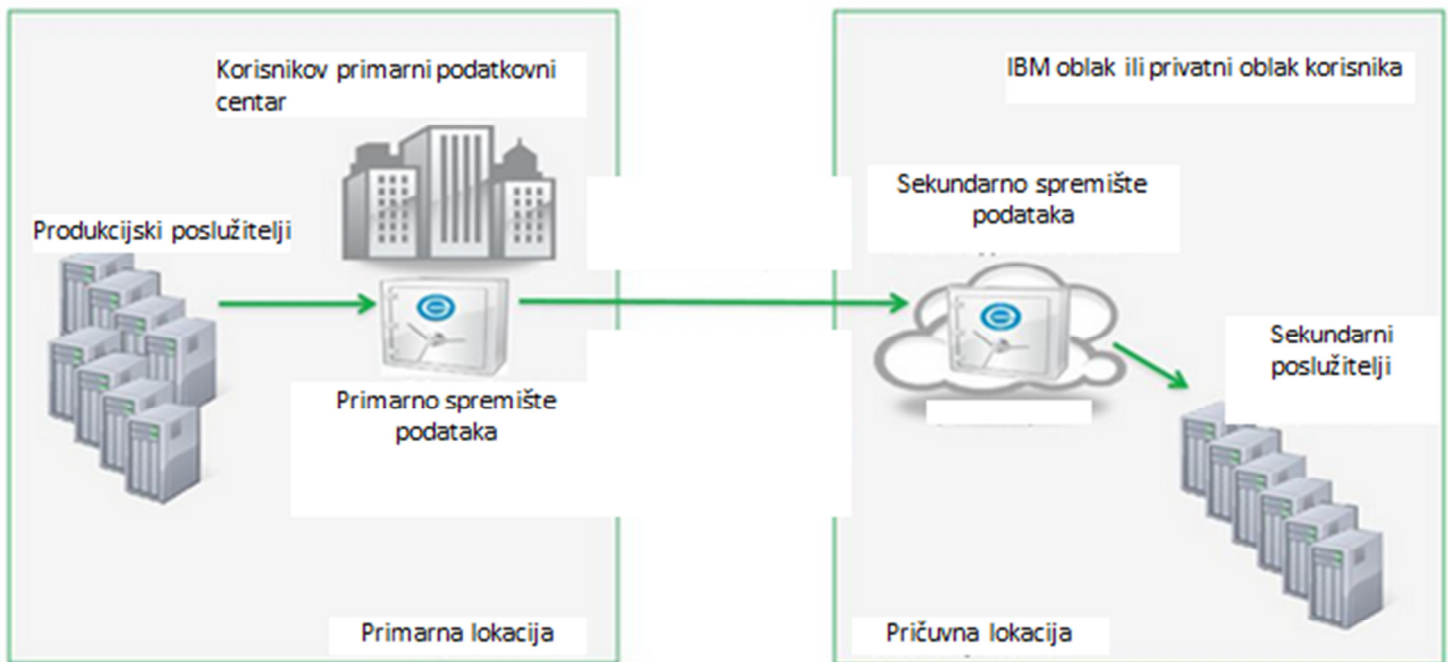 Korisnikov primarni podatkovni
centar
Produkcijski poslužitelji
Primarno spremište
podataka
Primarna lokacija
IBM oblak ili privatni oblak korisnika
Sekundarno spremište
podataka
Sekundarni
poslužitelji
Pričuvna lokacija